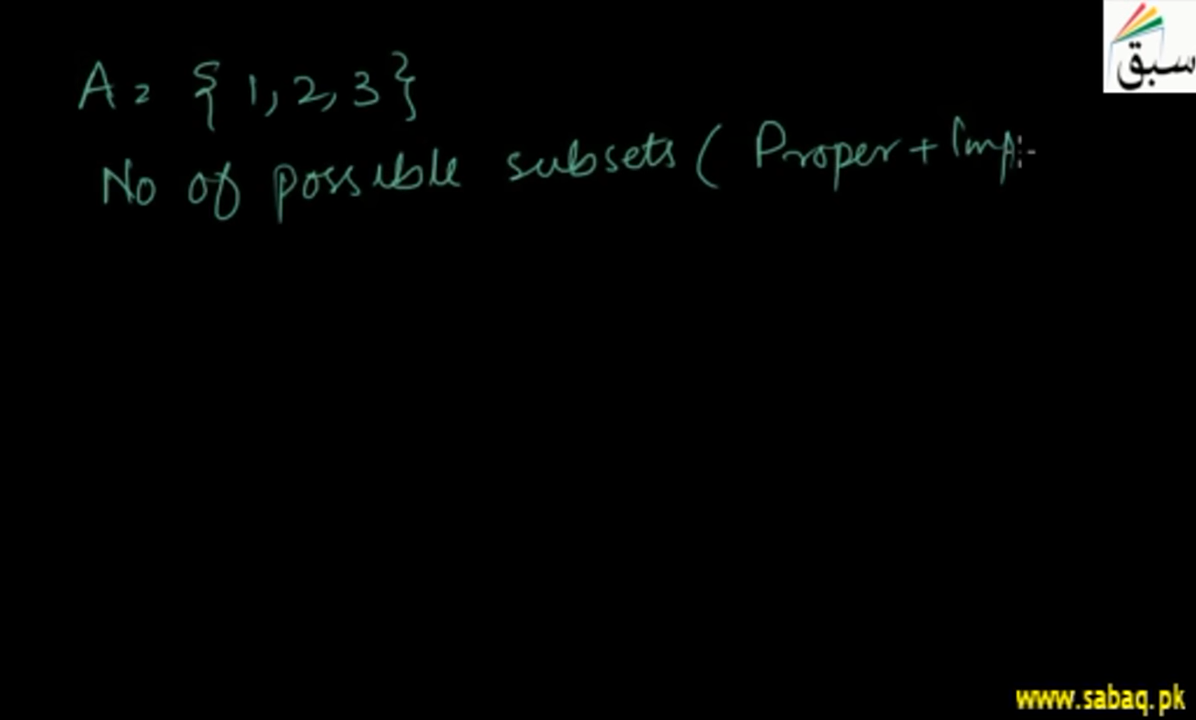 سبق
A = { 1, 2, 3 }
No of possible subsets ( Proper + Imp
www.sabaq.pk